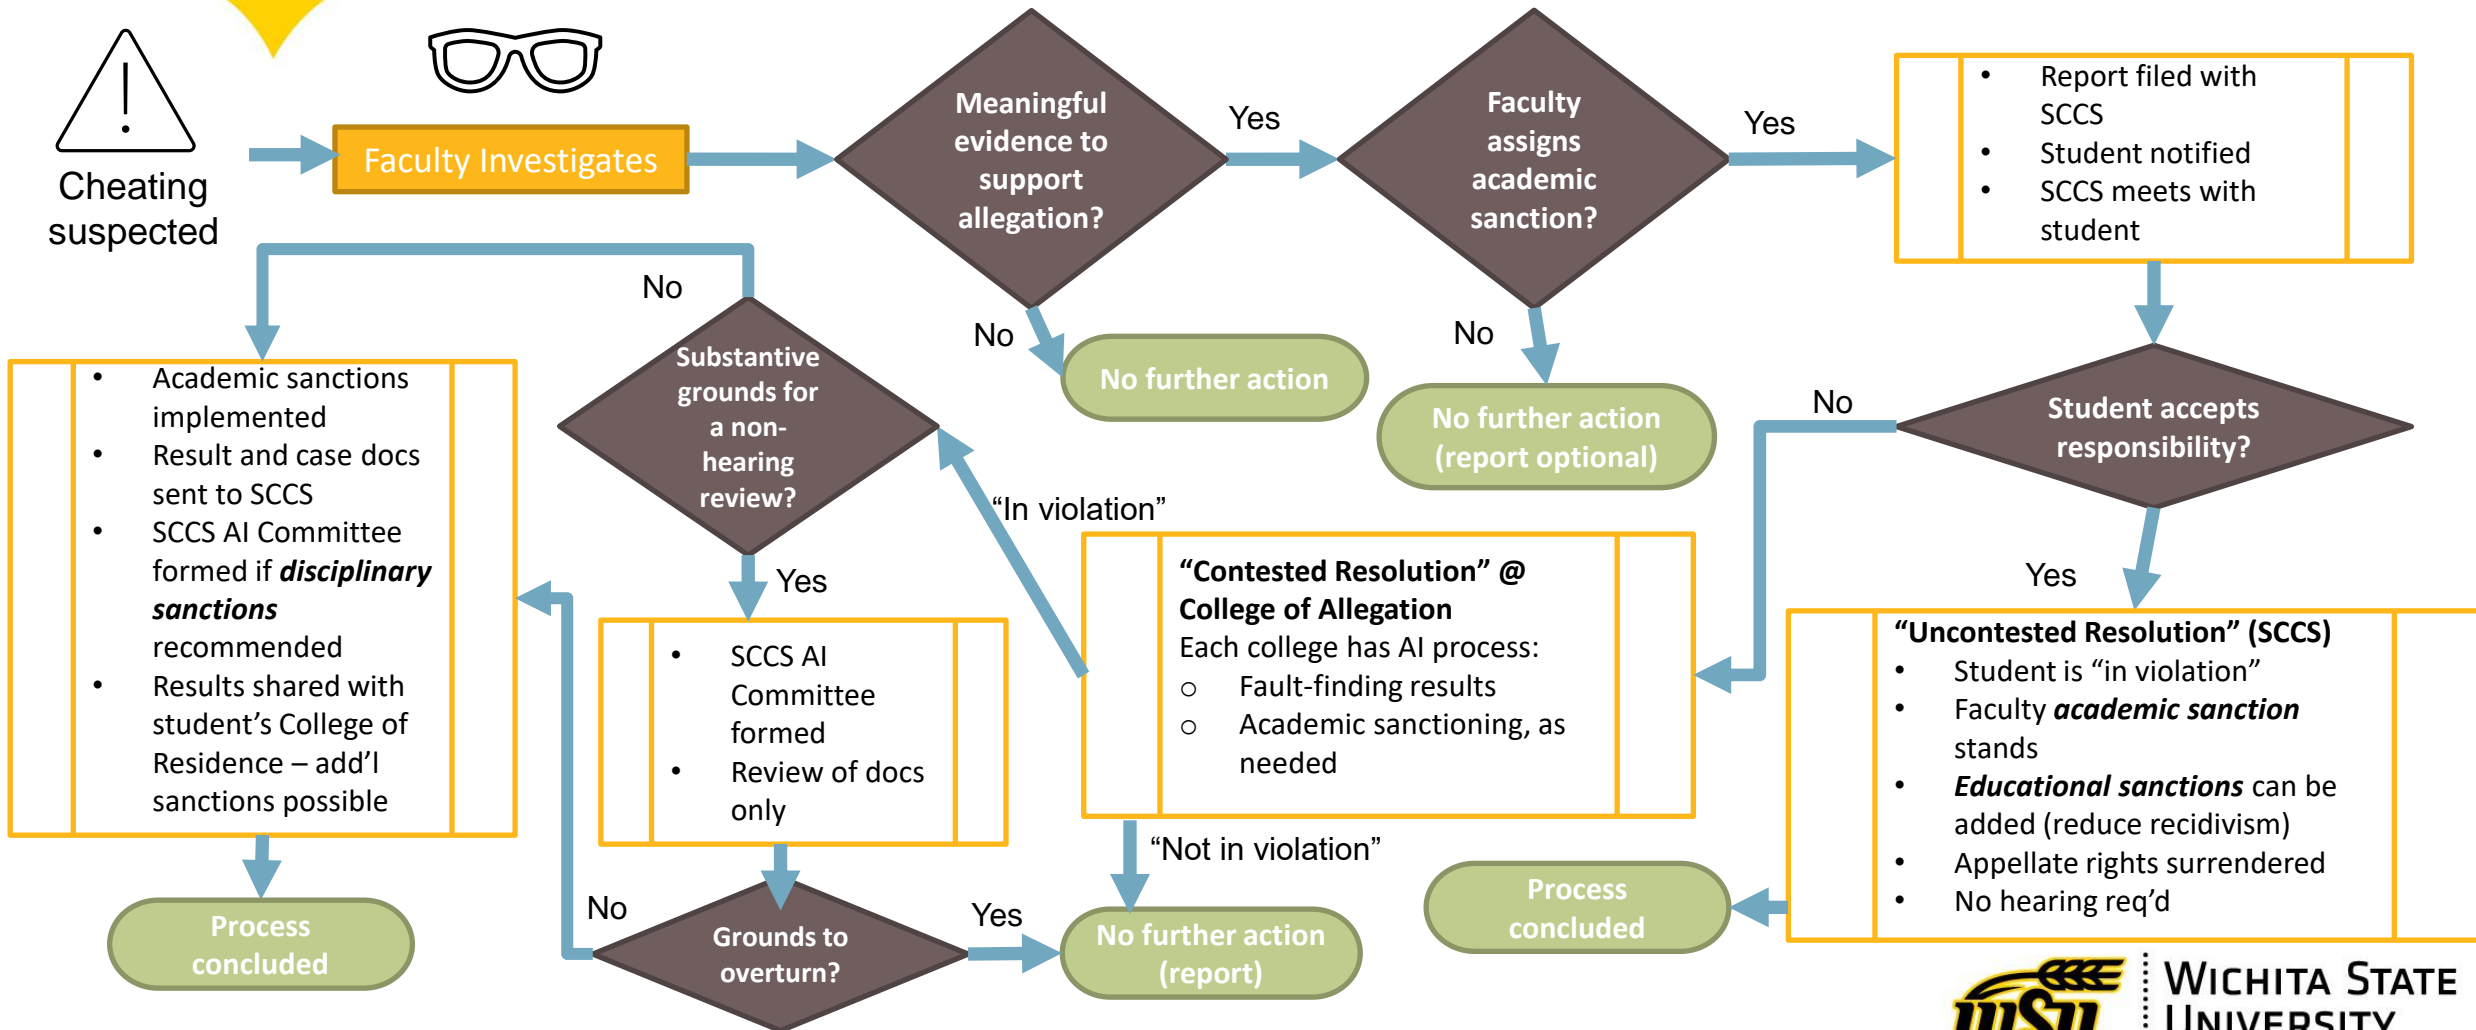 Cheating
suspected
Faculty Investigates
Meaningful
evidence to
support
allegation?
Yes
No
No further action
Faculty
assigns
academic
sanction?
Yes
No
No further action
(report optional)
• Report filed with
SCCS
• Student notified
• SCCS meets with
student
Student accepts
responsibility?
No
Yes
“Uncontested Resolution” (SCCS)
• Student is “in violation”
• Faculty academic sanction
stands
• Educational sanctions can be
added (reduce recidivism)
• Appellate rights surrendered
• No hearing req’d
Process
concluded
“Contested Resolution” @
College of Allegation
Each college has AI process:
o Fault-finding results
o Academic sanctioning, as
needed
“In violation”
“Not in violation”
No further action
(report)
Substantive
grounds for
a non-
hearing
review?
No
Yes
• SCCS AI
Committee
formed
• Review of docs
only
Grounds to
overturn?
No
Yes
• Academic sanctions
implemented
• Result and case docs
sent to SCCS
• SCCS AI Committee
formed if disciplinary
sanctions
recommended
• Results shared with
student’s College of
Residence – add’l
sanctions possible
Process
concluded
WSU
WICHITA STATE
UNIVERSITY